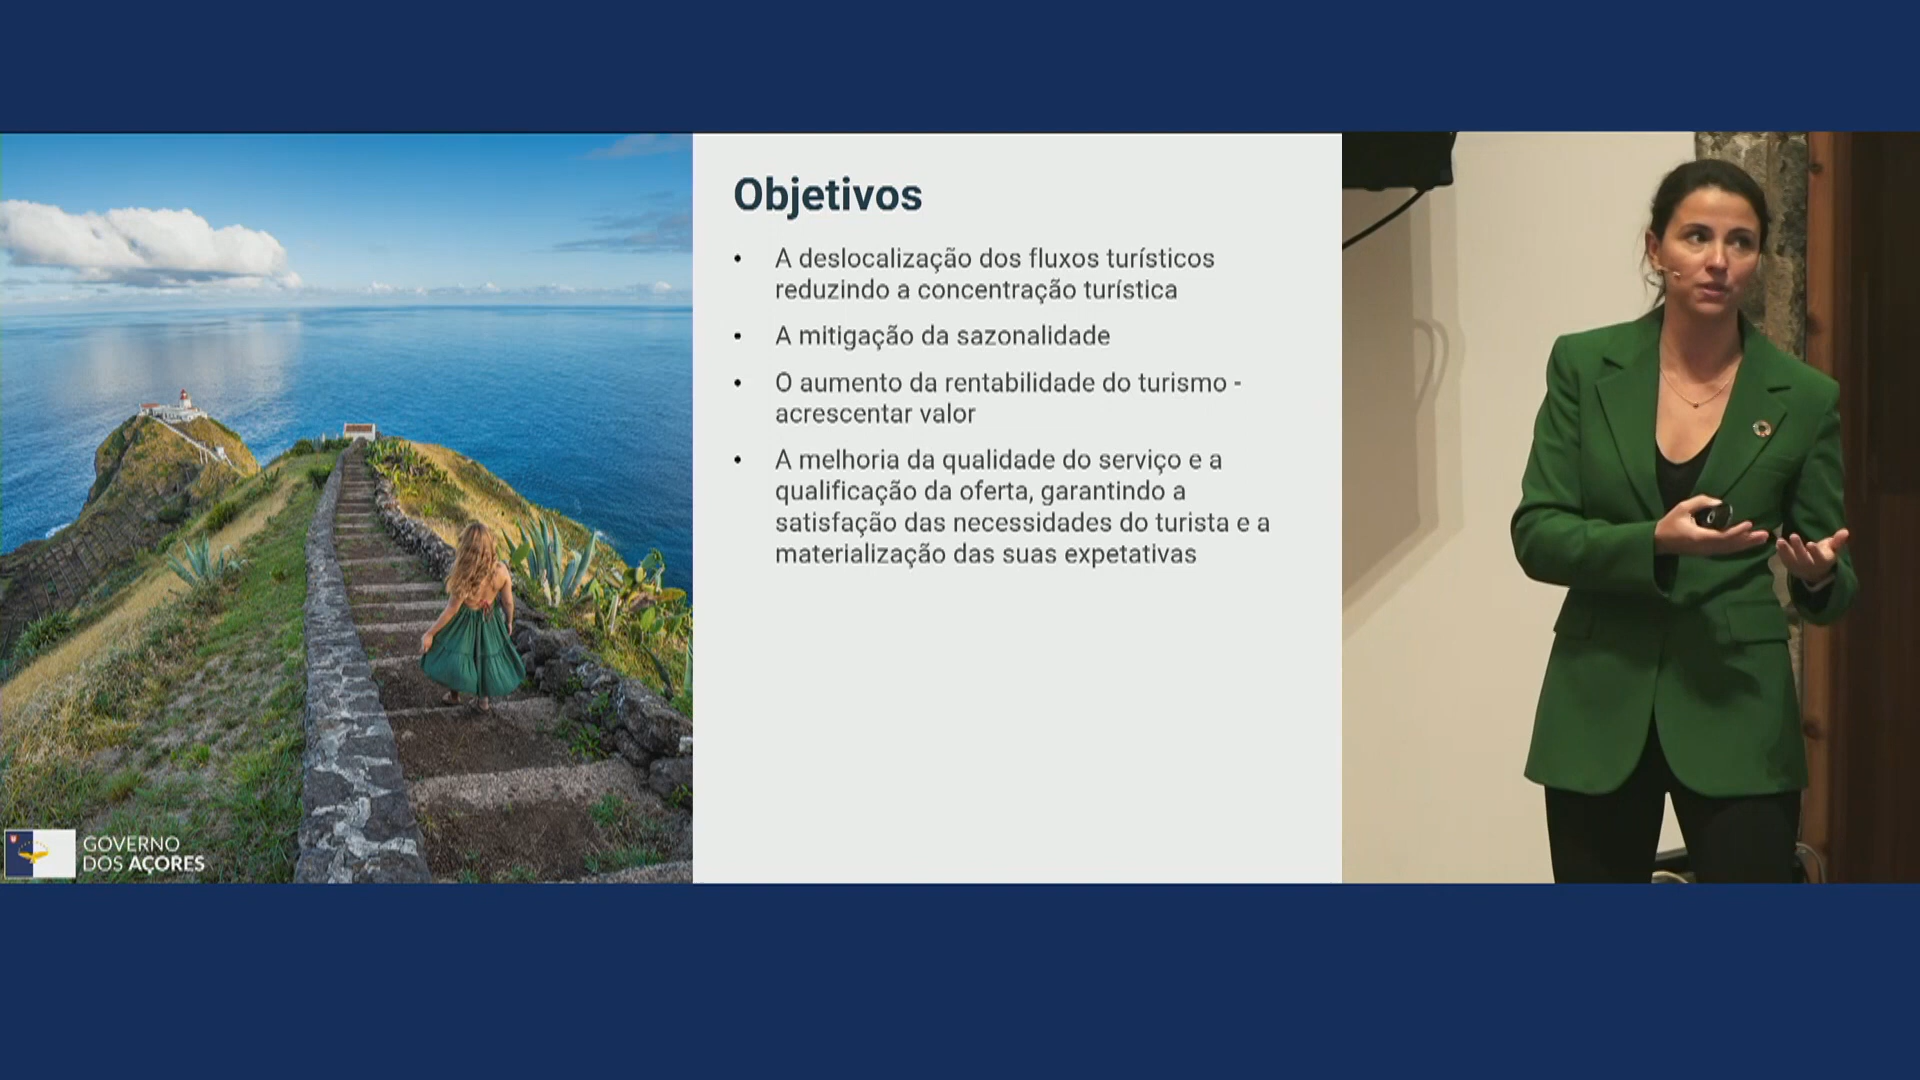 Objetivos
• A deslocalização dos fluxos turísticos
reduzindo a concentração turística
• A mitigação da sazonalidade
• O aumento da rentabilidade do turismo -
acrescentar valor
• A melhoria da qualidade do serviço e a
qualificação da oferta, garantindo a
satisfação das necessidades do turista e a
materialização das suas expetativas
GOVERNO
DOS AÇORES